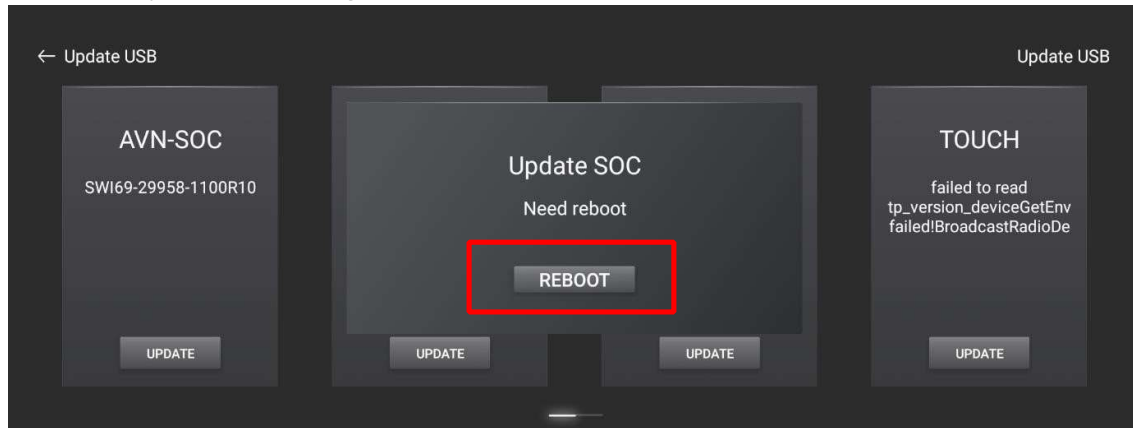 ← Update USB
Update USB
AVN-SOC
SWI69-29958-1100R10
UPDATE
Update SOC
Need reboot
REBOOT
UPDATE
UPDATE
TOUCH
failed to read
tp_version_deviceGetEnv
failed!BroadcastRadioDe
UPDATE